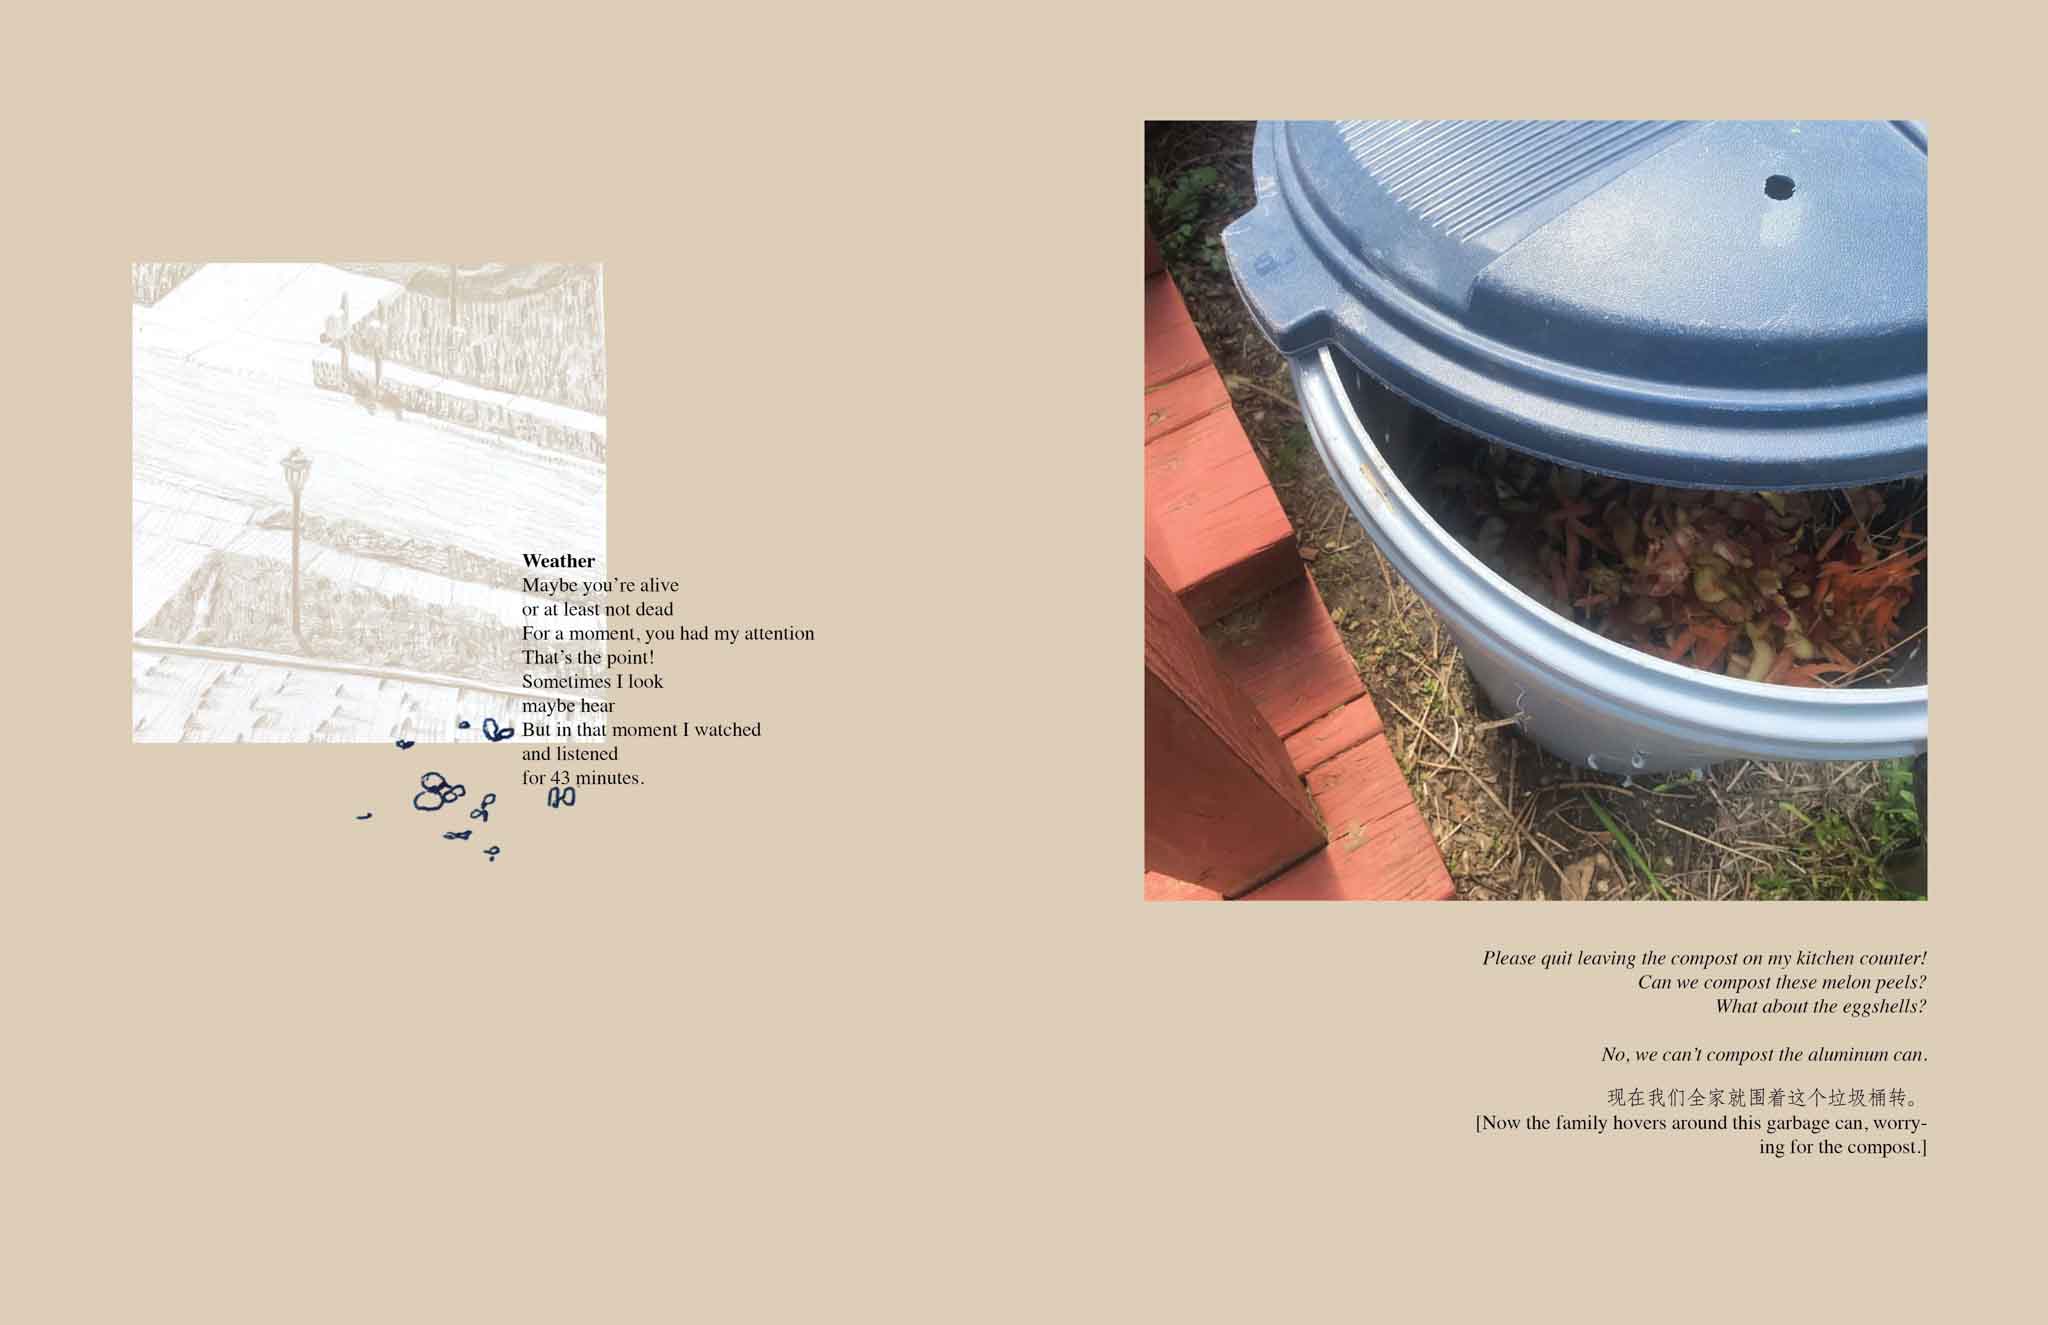 Weather
Maybe you're alive
or at least not dead
For a moment, you had my attention
That's the point!
Sometimes I look
maybe hear
But in that moment I watched
and listened
for 43 minutes.
Please quit leaving the compost on my kitchen counter!
Can we compost these melon peels?
What about the eggshells?
No, we can't compost the aluminum can.
现在我们全家就围着这个垃圾桶转。
[Now the family hovers around this garbage can, worry-
ing for the compost.]